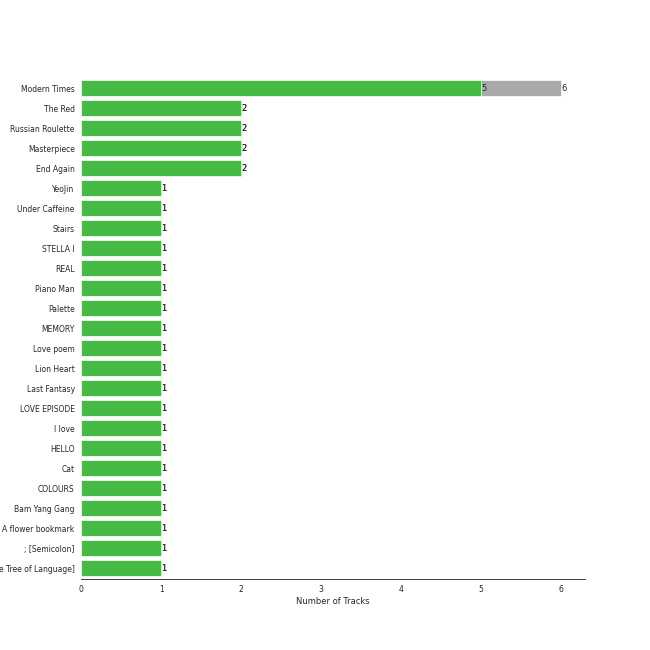 Modern Times 5 6
The Red 2
Russian Roulette 2
Masterpiece 2
End Again 2
YeoJin 1
Under Caffeine 1
Stairs 1
STELLA I 1
REAL 1
Piano Man 1
Palette 1
MEMORY 1
Love poem 1
Lion Heart 1
Last Fantasy 1
LOVE EPISODE 1
I love 1
HELLO 1
Cat 1
COLOURS 1
Bam Yang Gang 1
A flower bookmark 1
; [Semicolon] 1
e Tree of Language] 1
0 1 2 3 4 5 6
Number of Tracks